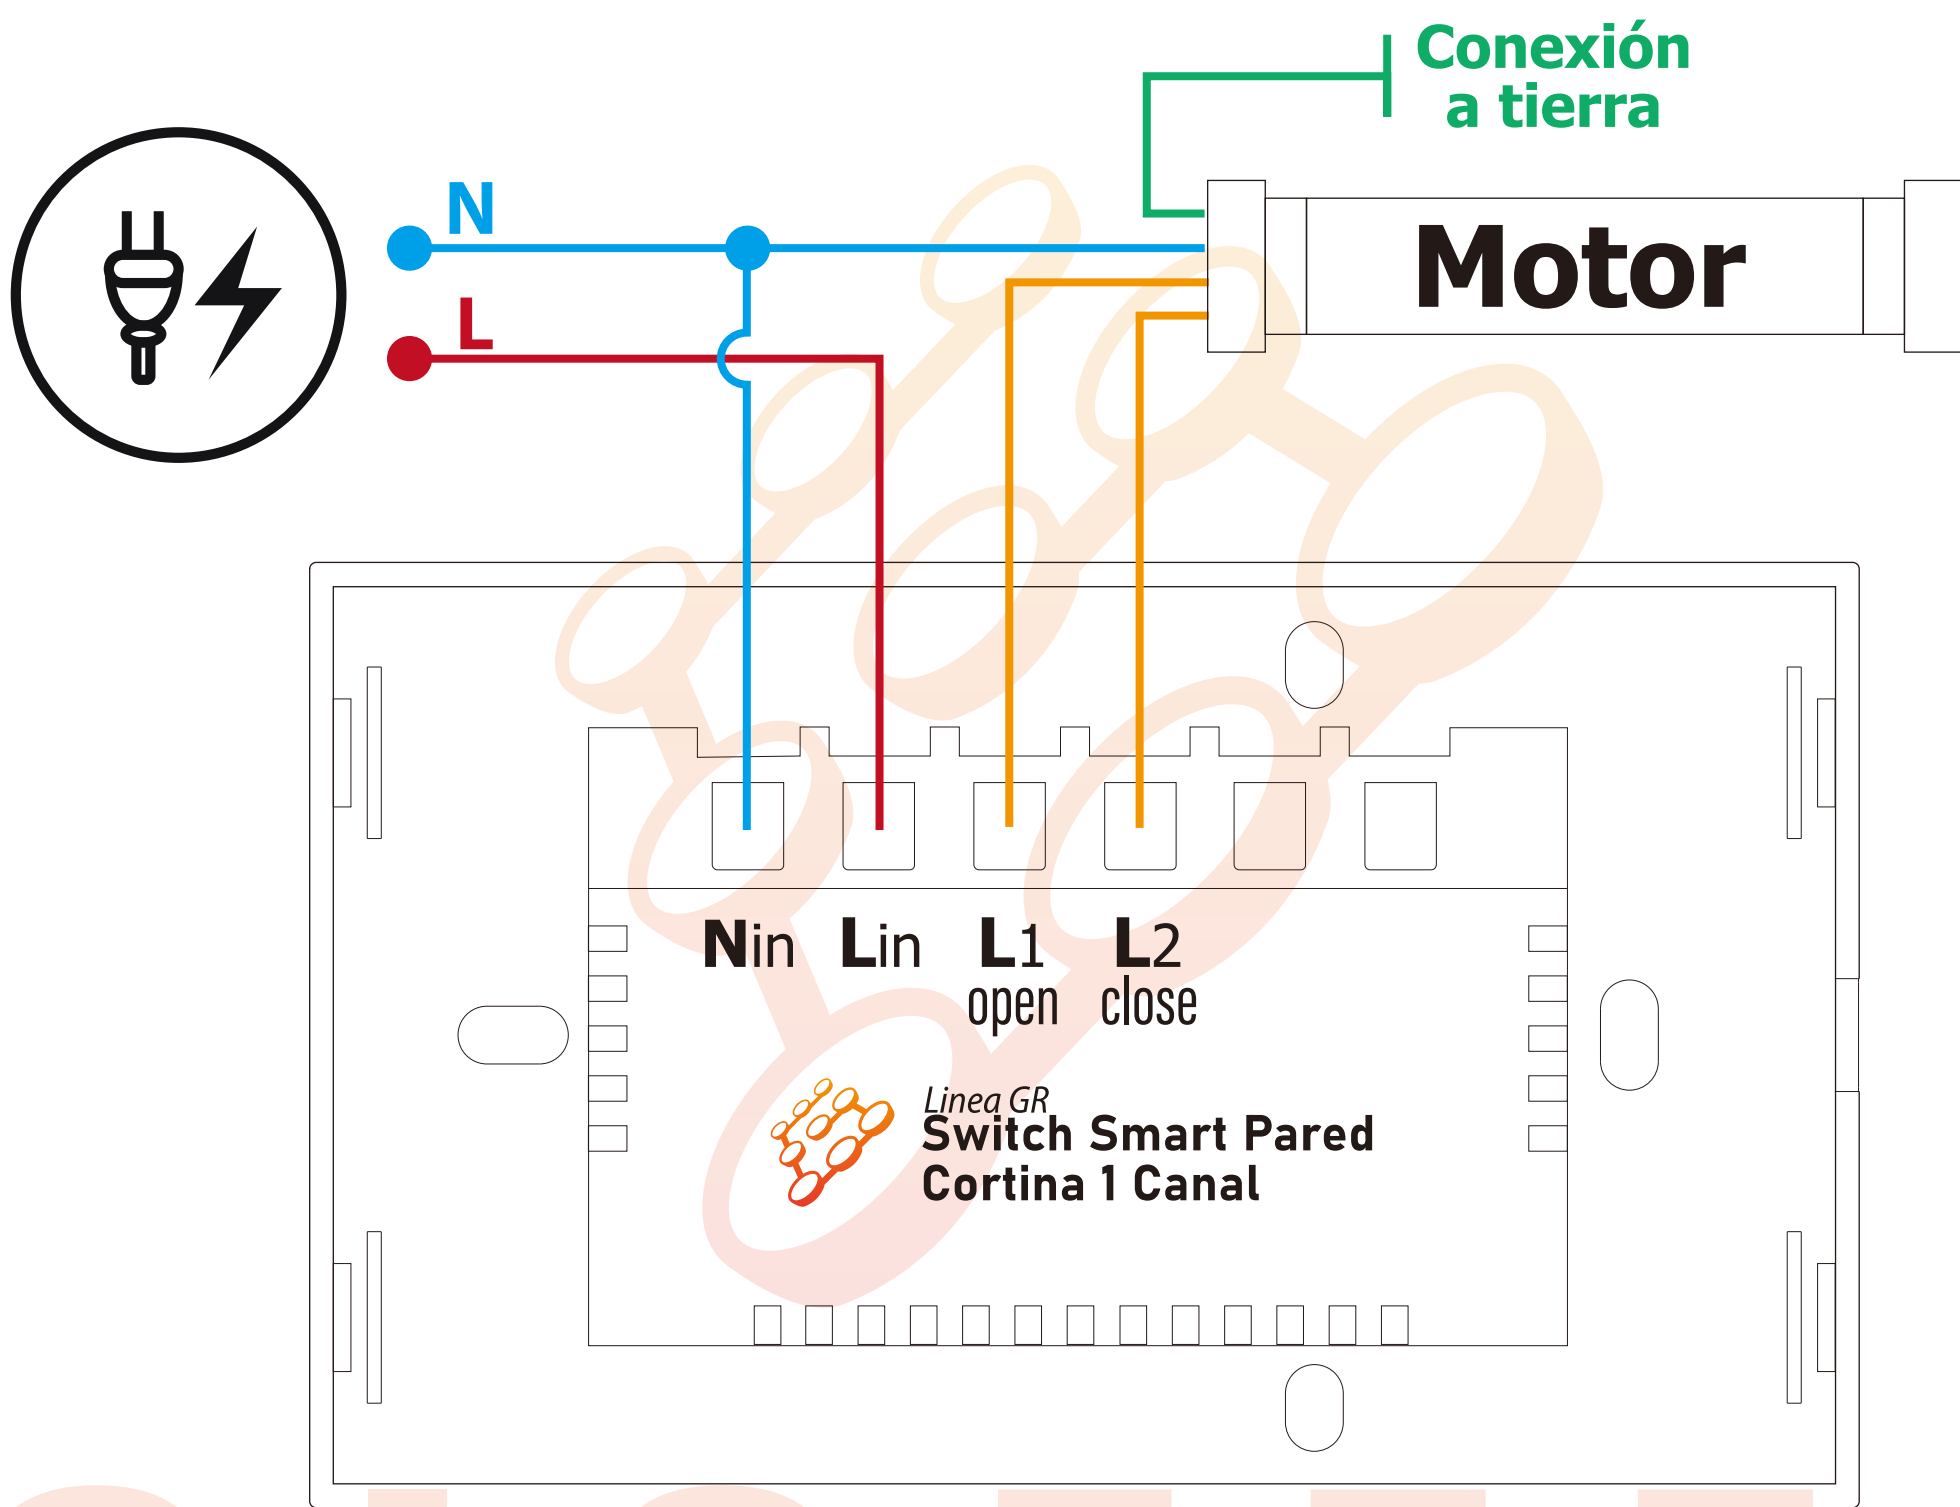 Conexión
a tierra
N
L
Motor
Nin Lin L1 L2
open close
Linea GR
Switch Smart Pared
Cortina 1 Canal